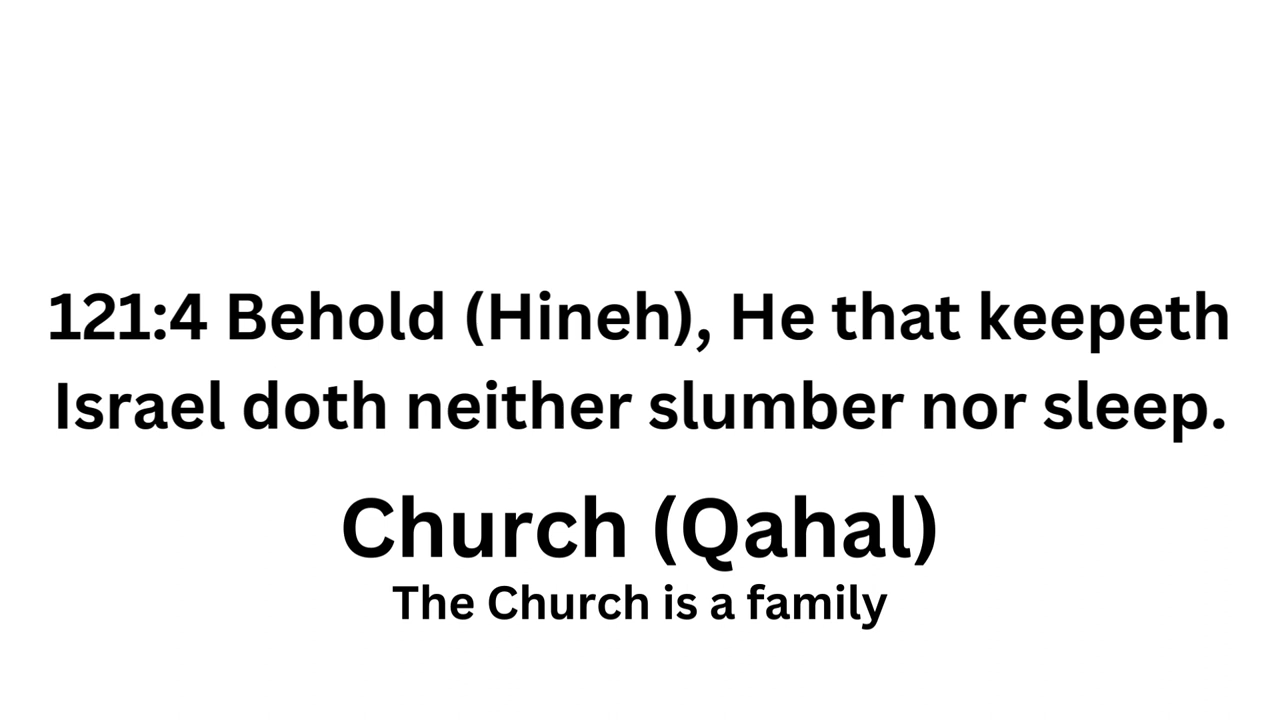 121:4 Behold (Hineh), He that keepeth
Israel doth neither slumber nor sleep.
Church (Qahal)
The Church is a family